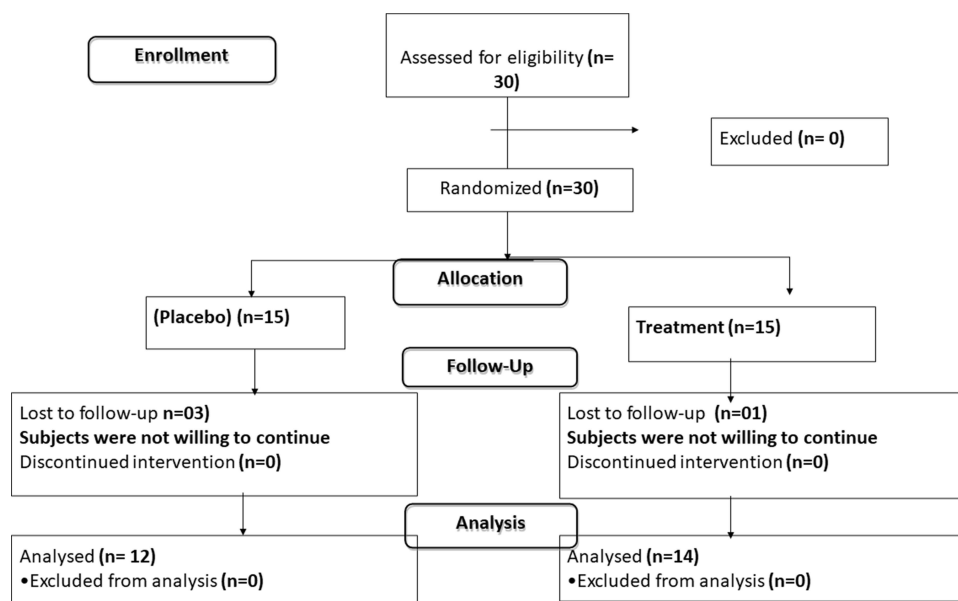 Enrollment
Assessed for eligibility (n=
30)
Excluded (n= 0)
Randomized (n=30)
Allocation
(Placebo) (n=15)
Treatment (n=15)
Follow-Up
Lost to follow-up n=03)
Subjects were not willing to continue
Discontinued intervention (n=0)
Lost to follow-up (n=01)
Subjects were not willing to continue
Discontinued intervention (n=0)
Analysis
Analysed (n= 12)
•Excluded from analysis (n=0)
Analysed (n=14)
•Excluded from analysis (n=0)